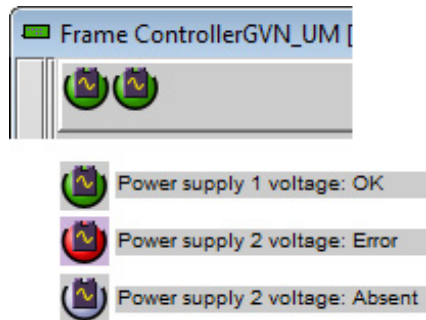 Frame ControllerGVN_UM [
Power supply 1 voltage: OK
Power supply 2 voltage: Error
Power supply 2 voltage: Absent